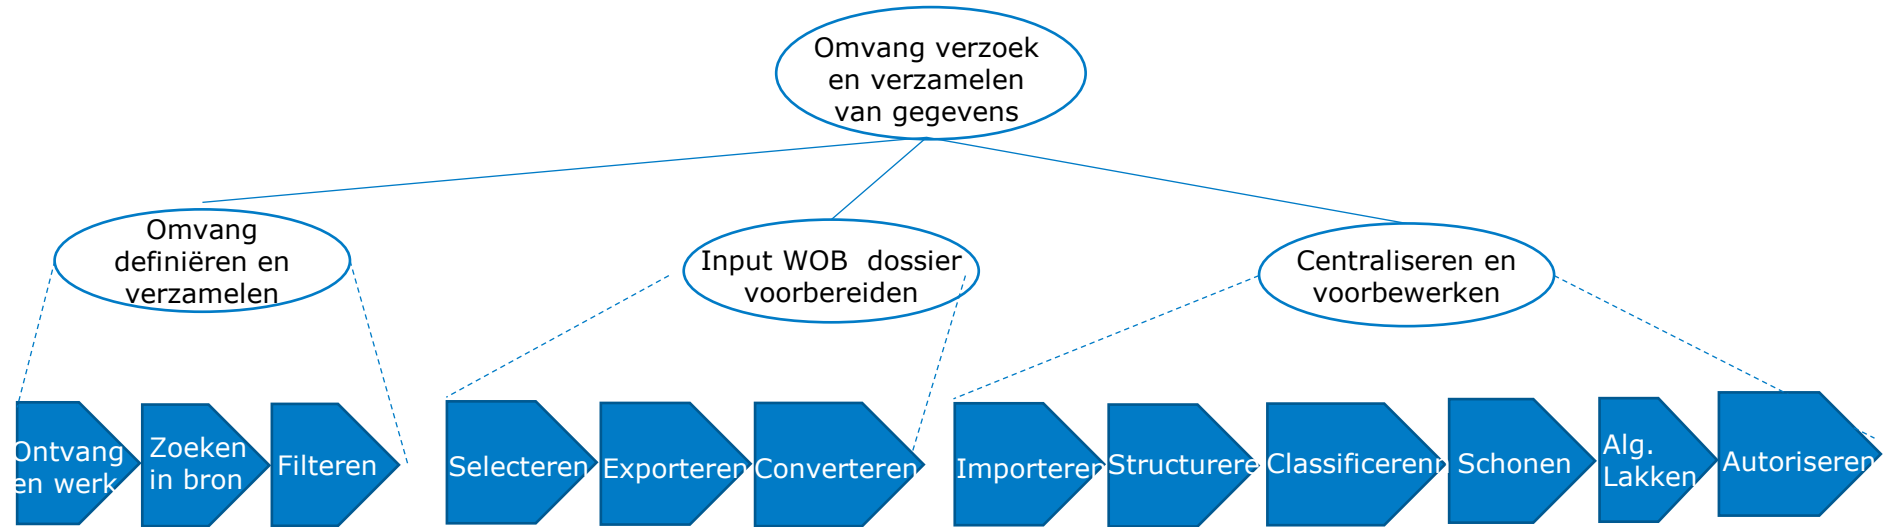 Omvang verzoek
en verzamelen
van gegevens
Omvang
definiëren en
verzamelen
Input WOB dossier
voorbereiden
Centraliseren en
voorbewerken
Ontvang
en werk
Zoeken
in bron
Filteren
Selecteren
Exporteren
Converteren
Importeren
Structurere
Classificerenn
Schonen
Alg.
Lakken
Autoriseren